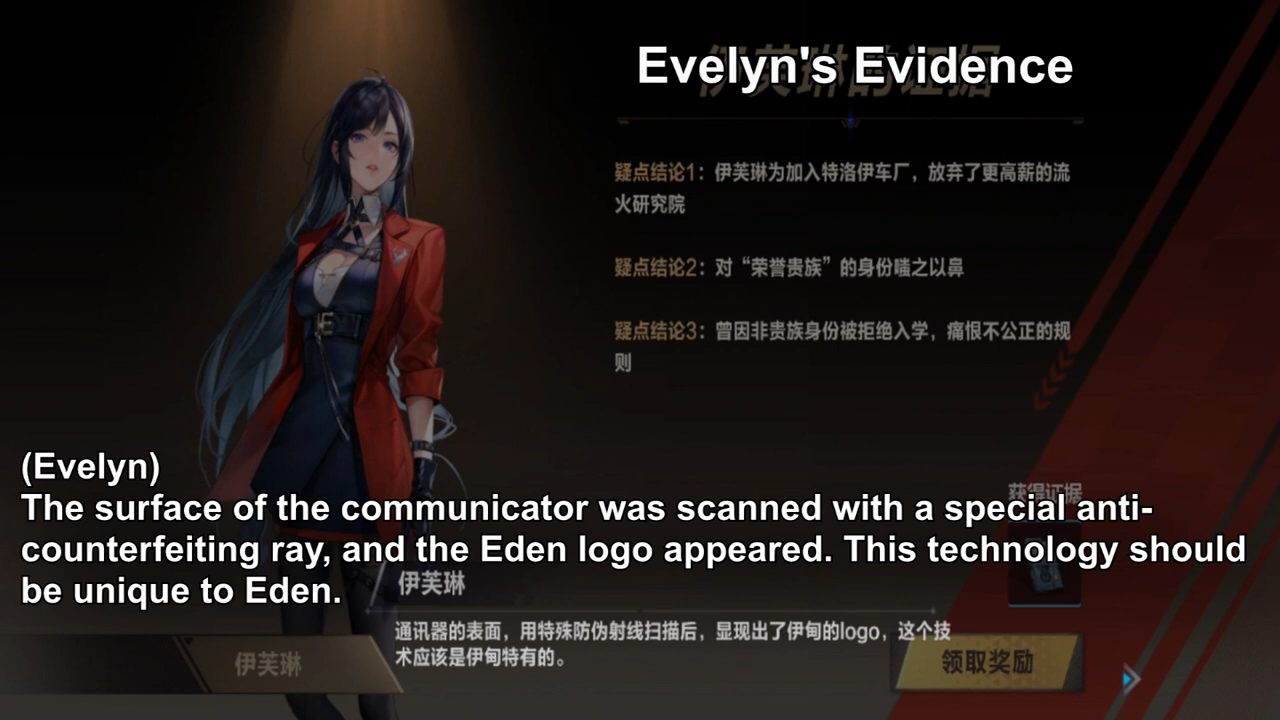 伊芙琳的证据
Evelyn's Evidence
疑点结论1：伊芙琳为加入特洛伊车厂，放弃了更高薪的流
火研究院
疑点结论2：对“荣誉贵族”的身份嗤之以鼻
疑点结论3：曾因非贵族身份被拒绝入学，痛恨不公正的规
则
(Evelyn)
获得证据
The surface of the communicator was scanned with a special anti-
counterfeiting ray, and the Eden logo appeared. This technology should
be unique to Eden.
伊芙琳
通讯器的表面，用特殊防伪射线扫描后，显现出了伊甸的logo，这个技
术应该是伊甸特有的。
伊芙琳
领取奖励